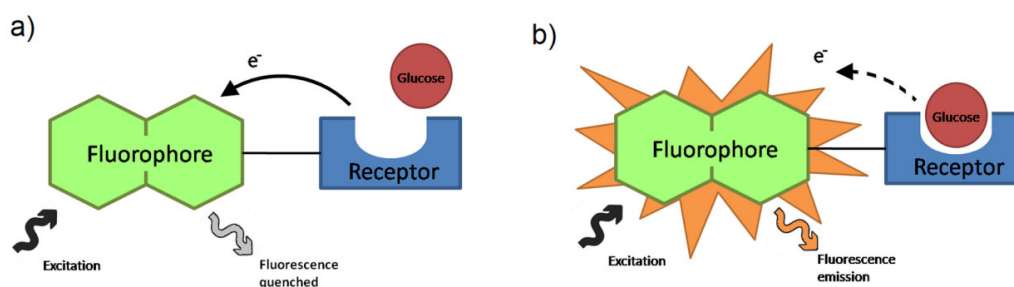 a)
e-
Glucose
Fluorophore
Receptor
Excitation
Fluorescence
quenched
b)
e-
Glucose
Fluorophore
Receptor
Excitation
Fluorescence
emission